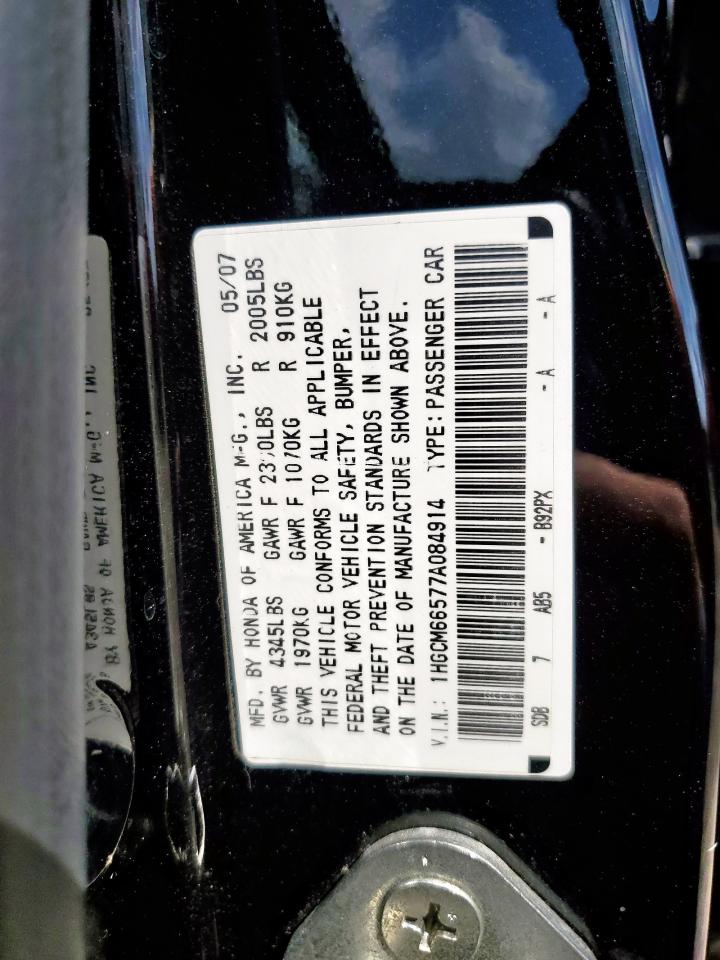 MFD. BY HONDA OF AMERICA MFG., INC. 05/07
GVWR 4345LBS GAWR F 2370LBS R 2005LBS
GVWR 1970KG GAWR F 1070KG R 910KG
THIS VEHICLE CONFORMS TO ALL APPLICABLE
FEDERAL MOTOR VEHICLE SAFETY, BUMPER,
AND THEFT PREVENTION STANDARDS IN EFFECT
ON THE DATE OF MANUFACTURE SHOWN ABOVE.
V.I.N.: 1HGCM66577A084914 TYPE: PASSENGER CAR
SDB 7 AB5 - B92PX - A - A